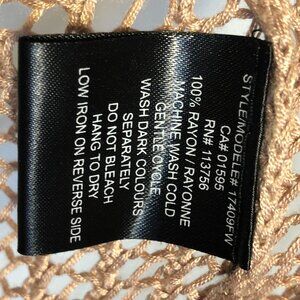 STYLE/MODELE# 17409FW
CA# 01595
RN# 113756
100% RAYON / RAYONNE
MACHINE WASH COLD
GENTLE CYCLE
WASH DARK COLOURS
SEPARATELY
DO NOT BLEACH
HANG TO DRY
LOW IRON ON REVERSE SIDE